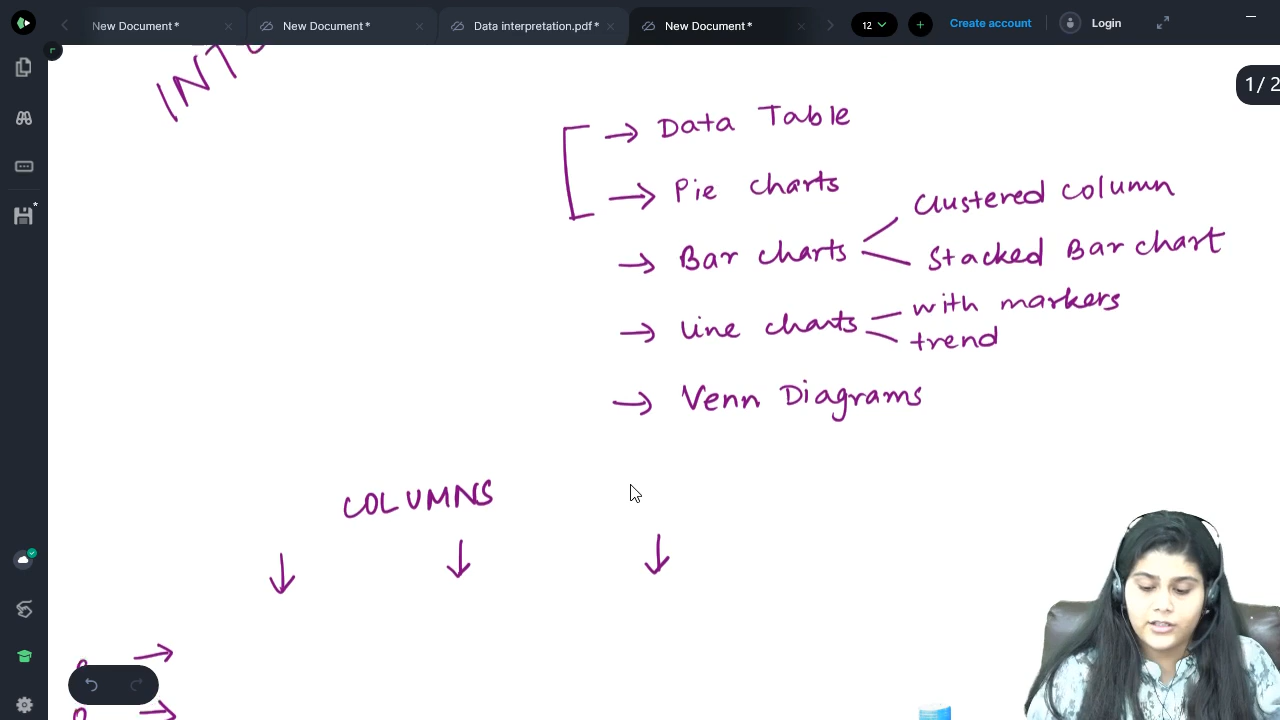 New Document *
New Document *
Data interpretation.pdf *
New Document *
12
Create account
Login
1 / 2
INTO
→ Data Table
→ Pie charts
→ Bar charts
Clustered column
Stacked Bar chart
→ Line charts
with markers
trend
→ Venn Diagrams
COLUMNS